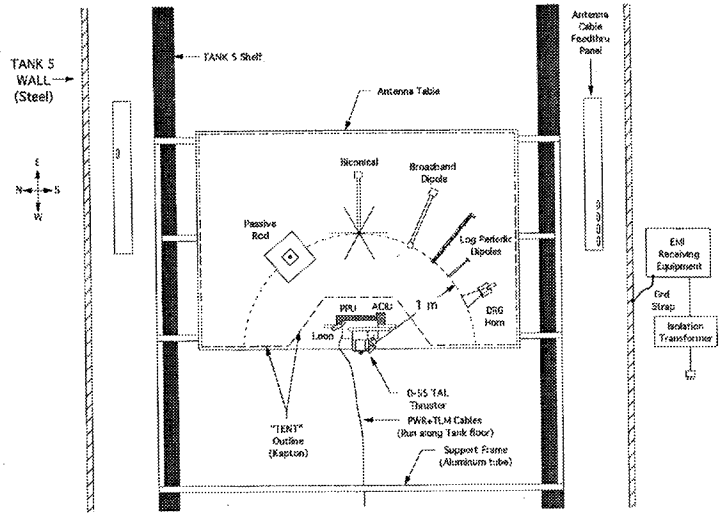 TANK 5 Shelf
TANK 5
WALL
(Steel)
Antenna
Cable
Feedthru
Panel
Antenna Table
E
N
S
W
Biconical
Broadband
Dipole
Passive
Rod
Log Periodic
Dipoles
1 m
DRG
Horn
PPU
ACIU
Loop
EMI
Receiving
Equipment
Grd
Strap
Isolation
Transformer
D-55 TAL
Thruster
"TENT"
Outline
(Kapton)
PWR+TLM Cables
(Run along Tank floor)
Support Frame
(Aluminum tube)